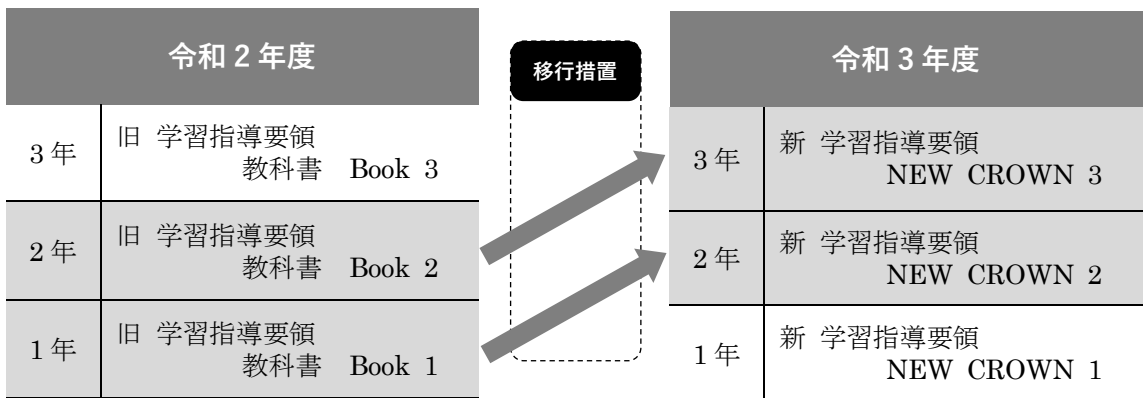 令和2年度
3年
旧 学習指導要領
教科書 Book 3
2年
旧 学習指導要領
教科書 Book 2
1年
旧 学習指導要領
教科書 Book 1
移行措置
令和3年度
3年
新 学習指導要領
NEW CROWN 3
2年
新 学習指導要領
NEW CROWN 2
1年
新 学習指導要領
NEW CROWN 1